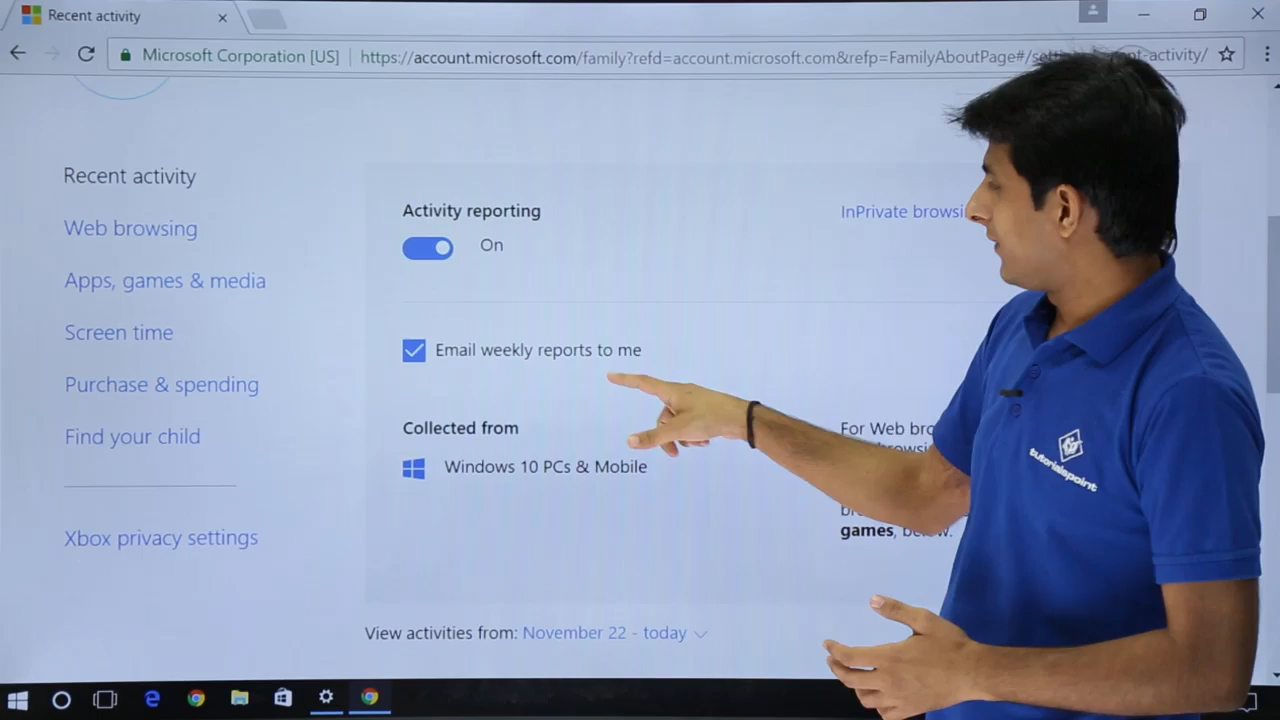 Recent activity
Microsoft Corporation [US]
https://account.microsoft.com/family?refd=account.microsoft.com&refp=FamilyAboutPage#/
-activity/
Recent activity
Web browsing
Apps, games & media
Screen time
Purchase & spending
Find your child
Xbox privacy settings
Activity reporting
On
InPrivate
Email weekly reports to me
Collected from
Windows 10 PCs & Mobile
For Web
games,
View activities from: November 22 - today
tutorialspoint